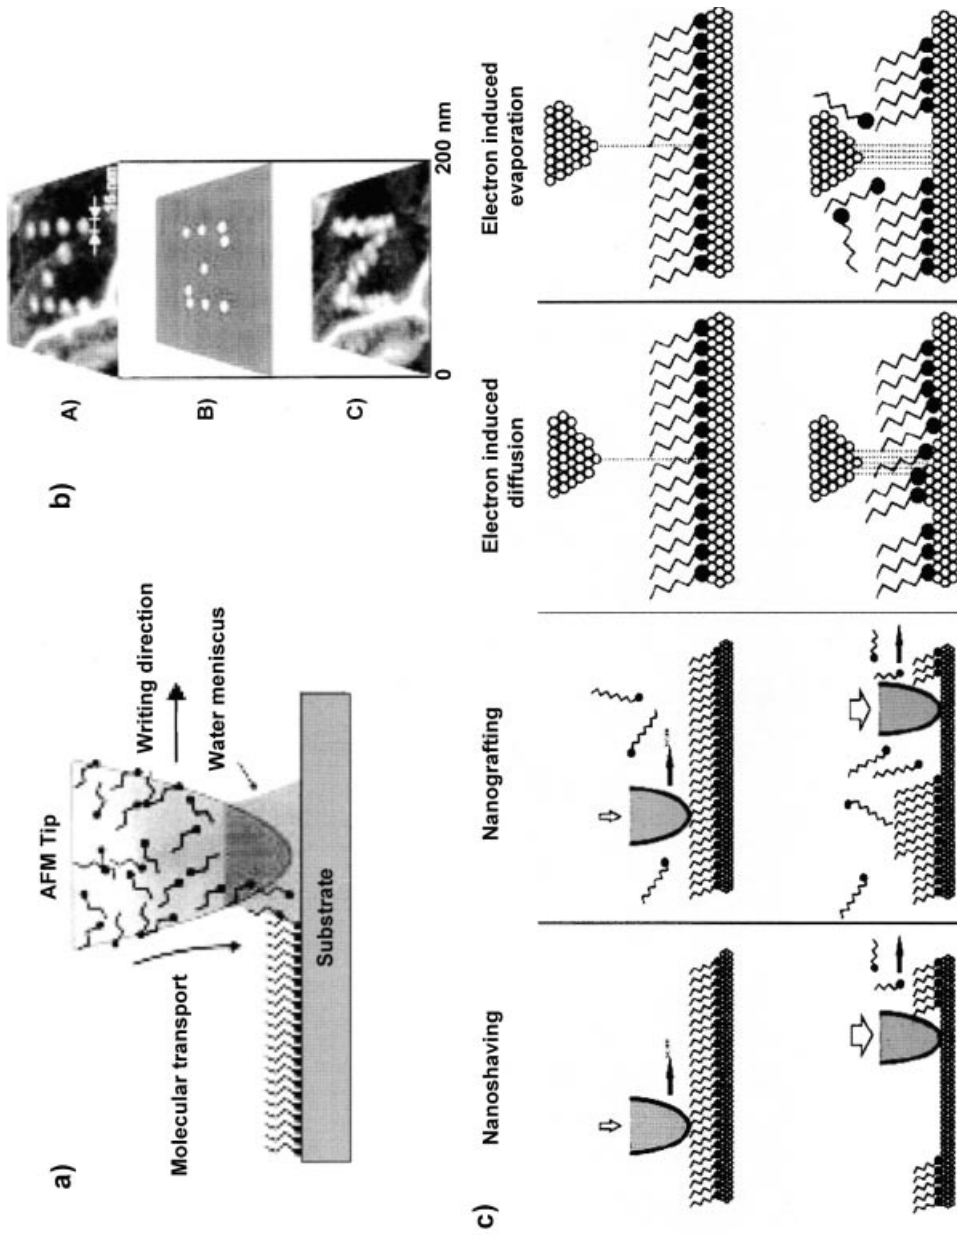 a)
AFM Tip
Molecular transport
Writing direction
Water meniscus
Substrate
b)
A)
15nm
B)
C)
0
200 nm
c)
Nanoshaving
Nanografting
Electron induced
diffusion
Electron induced
evaporation